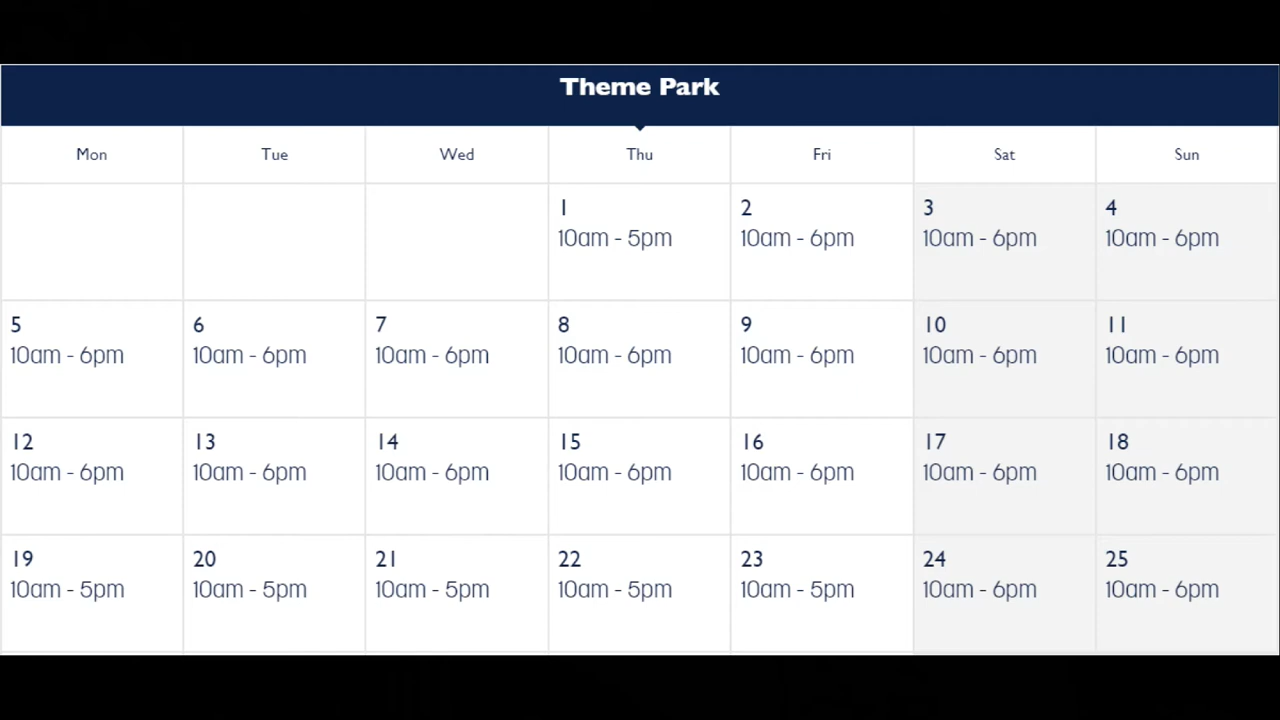 Theme Park
Mon Tue Wed Thu Fri Sat Sun
1 2 3 4
10am - 5pm 10am - 6pm 10am - 6pm 10am - 6pm
5 6 7 8 9 10 11
10am - 6pm 10am - 6pm 10am - 6pm 10am - 6pm 10am - 6pm 10am - 6pm 10am - 6pm
12 13 14 15 16 17 18
10am - 6pm 10am - 6pm 10am - 6pm 10am - 6pm 10am - 6pm 10am - 6pm 10am - 6pm
19 20 21 22 23 24 25
10am - 5pm 10am - 5pm 10am - 5pm 10am - 5pm 10am - 5pm 10am - 6pm 10am - 6pm